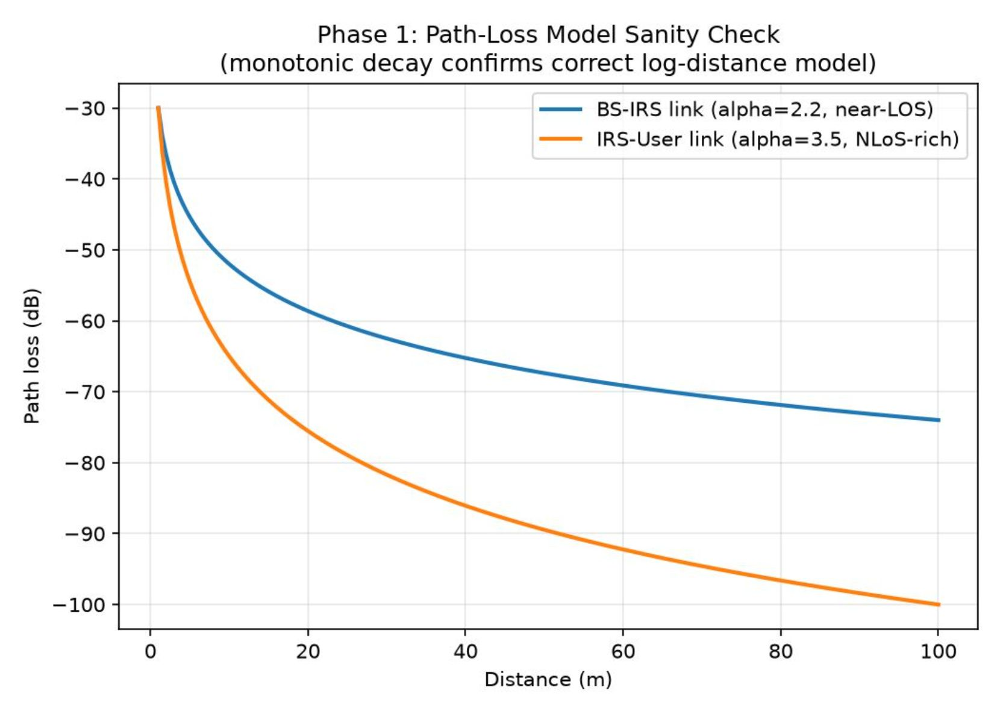 Phase 1: Path-Loss Model Sanity Check
(monotonic decay confirms correct log-distance model)
BS-IRS link (alpha=2.2, near-LOS)
IRS-User link (alpha=3.5, NLoS-rich)
Path loss (dB)
−30
−40
−50
−60
−70
−80
−90
−100
0 20 40 60 80 100
Distance (m)